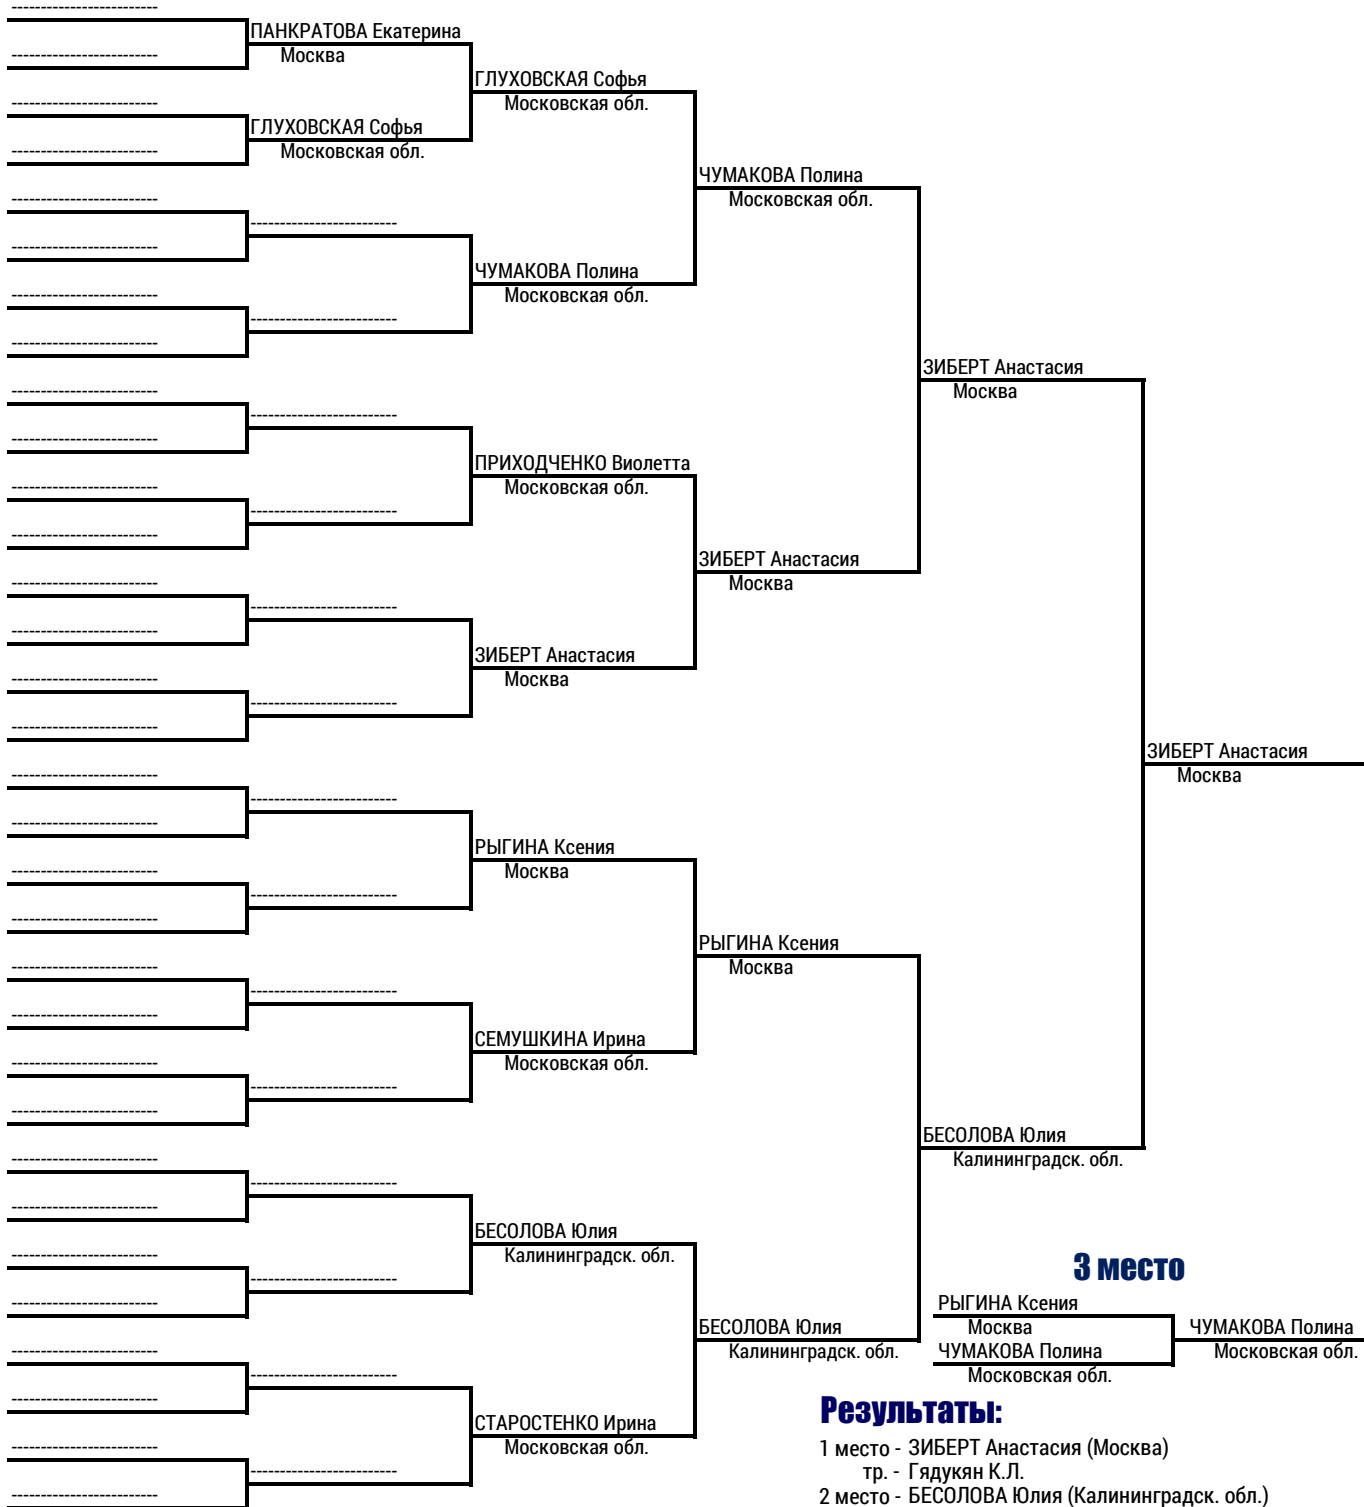 ПАНКРАТОВА Екатерина
Москва
ГЛУХОВСКАЯ Софья
Московская обл.
ГЛУХОВСКАЯ Софья
Московская обл.
ЧУМАКОВА Полина
Московская обл.
ЧУМАКОВА Полина
Московская обл.
ЗИБЕРТ Анастасия
Москва
ПРИХОДЧЕНКО Виолетта
Московская обл.
ЗИБЕРТ Анастасия
Москва
ЗИБЕРТ Анастасия
Москва
ЗИБЕРТ Анастасия
Москва
РЫГИНА Ксения
Москва
РЫГИНА Ксения
Москва
СЕМУШКИНА Ирина
Московская обл.
БЕСОЛОВА Юлия
Калининградск. обл.
БЕСОЛОВА Юлия
Калининградск. обл.
БЕСОЛОВА Юлия
Калининградск. обл.
СТАРОСТЕНКО Ирина
Московская обл.
3 место
РЫГИНА Ксения
Москва
ЧУМАКОВА Полина
Московская обл.
ЧУМАКОВА Полина
Московская обл.
Результаты:
1 место - ЗИБЕРТ Анастасия (Москва)
тр. - Гядукян К.Л.
2 место - БЕСОЛОВА Юлия (Калининградск. обл.)